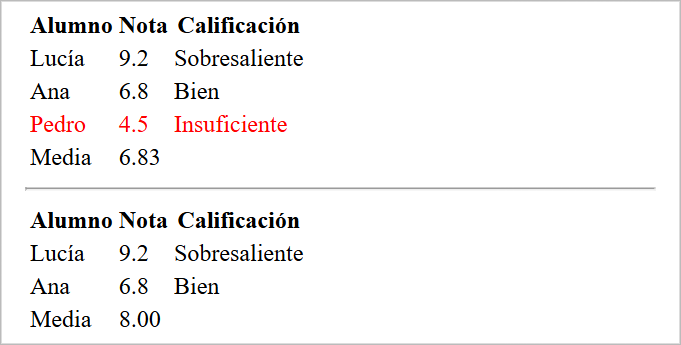 Alumno Nota Calificación
Lucía 9.2 Sobresaliente
Ana 6.8 Bien
Pedro 4.5 Insuficiente
Media 6.83
Alumno Nota Calificación
Lucía 9.2 Sobresaliente
Ana 6.8 Bien
Media 8.00